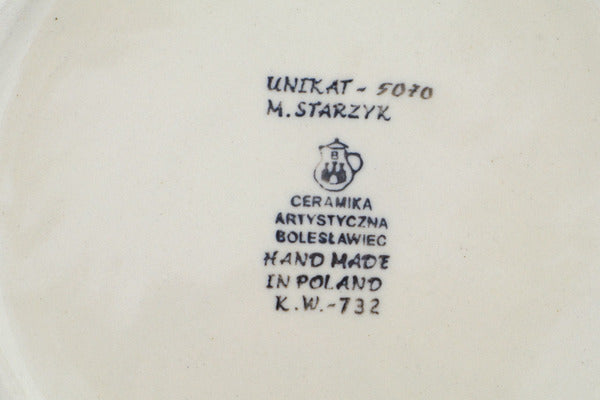 UNIKAT - 5070
M. STARZYK
B
CERAMIKA
ARTYSTYCZNA
BOLESŁAWIEC
HAND MADE
IN POLAND
K.W.-732